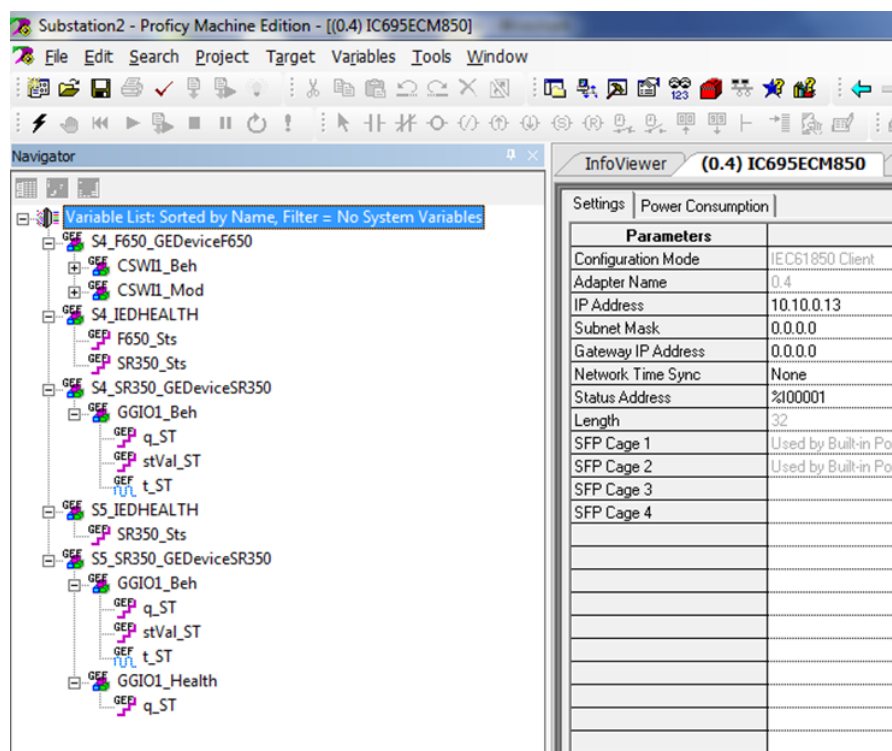 Substation2 - Proficy Machine Edition - [(0.4) IC695ECM850]
File Edit Search Project Target Variables Tools Window
Navigator
Variable List: Sorted by Name, Filter = No System Variables
S4_F650_GEDeviceF650
CSWI1_Beh
CSWI1_Mod
S4_IEDHEALTH
F650_Sts
SR350_Sts
S4_SR350_GEDeviceSR350
GGIO1_Beh
q_ST
stVal_ST
t_ST
S5_IEDHEALTH
SR350_Sts
S5_SR350_GEDeviceSR350
GGIO1_Beh
q_ST
stVal_ST
t_ST
GGIO1_Health
q_ST
InfoViewer (0.4) IC695ECM850
Settings Power Consumption
Parameters
Configuration Mode IEC61850 Client
Adapter Name 0.4
IP Address 10.10.0.13
Subnet Mask 0.0.0.0
Gateway IP Address 0.0.0.0
Network Time Sync None
Status Address %I00001
Length 32
SFP Cage 1 Used by Built-in Po
SFP Cage 2 Used by Built-in Po
SFP Cage 3
SFP Cage 4